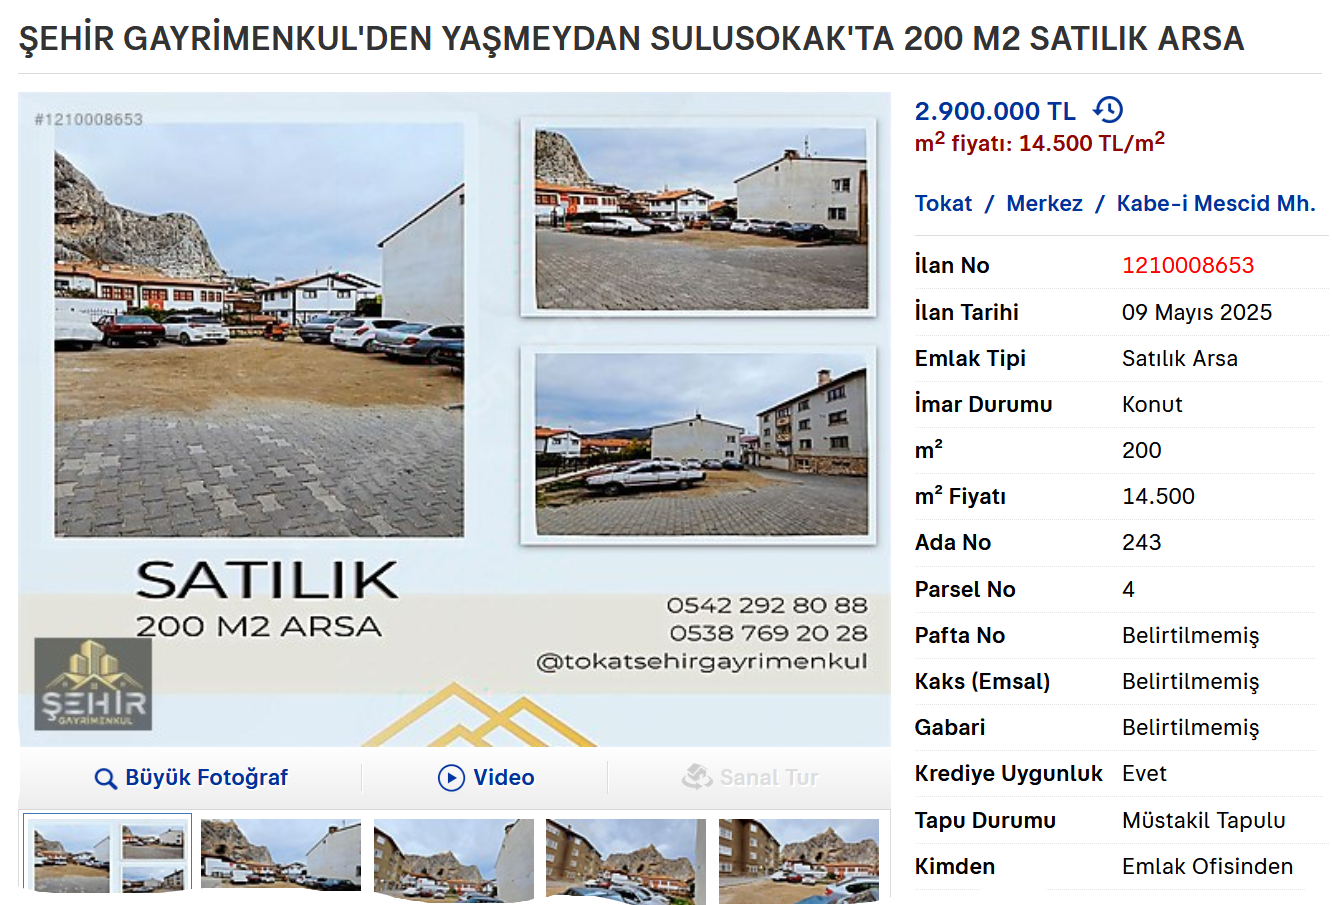 ŞEHİR GAYRİMENKUL'DEN YAŞMEYDAN SULUSOKAK'TA 200 M2 SATILIK ARSA
#1210008653
SATILIK
200 M2 ARSA
0542 292 80 88
0538 769 20 28
@tokatsehirgayrimenkul
ŞEHİR
GAYRİMENKUL
Büyük Fotoğraf
Video
Sanal Tur
2.900.000 TL
m² fiyatı: 14.500 TL/m²
Tokat / Merkez / Kabe-i Mescid Mh.
İlan No 1210008653
İlan Tarihi 09 Mayıs 2025
Emlak Tipi Satılık Arsa
İmar Durumu Konut
m² 200
m² Fiyatı 14.500
Ada No 243
Parsel No 4
Pafta No Belirtilmemiş
Kaks (Emsal) Belirtilmemiş
Gabari Belirtilmemiş
Krediye Uygunluk Evet
Tapu Durumu Müstakil Tapulu
Kimden Emlak Ofisinden